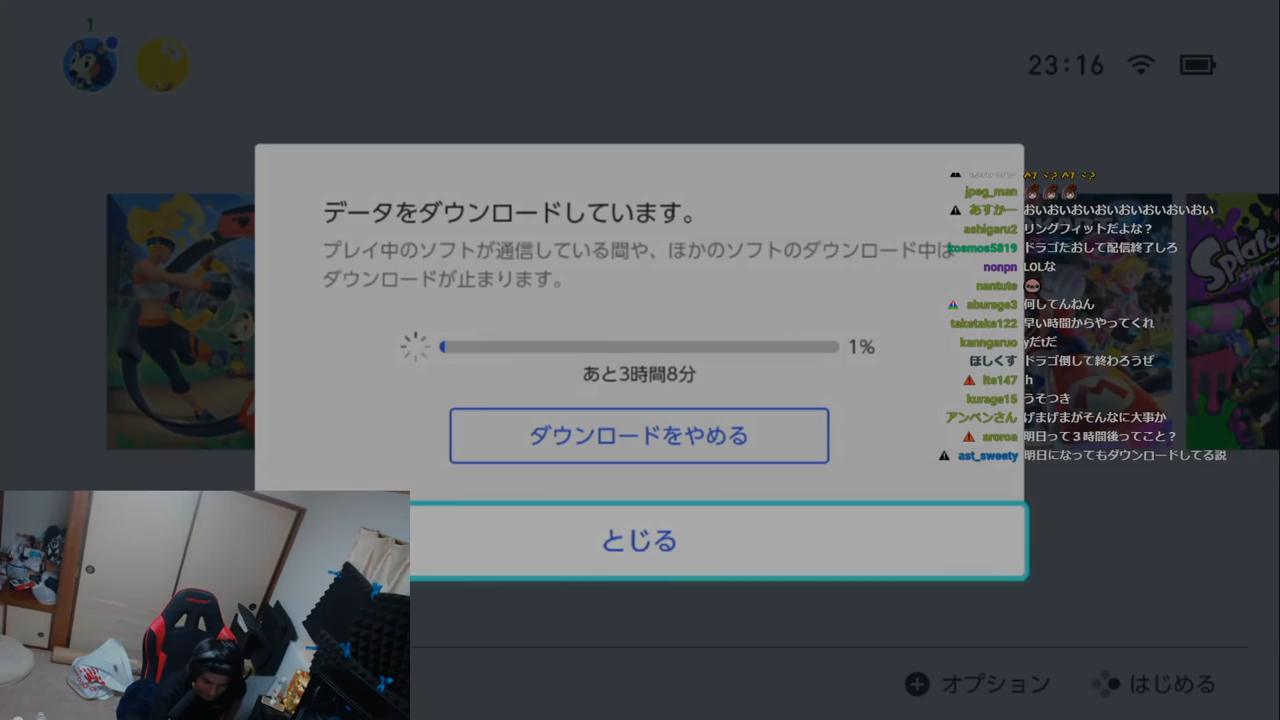 1
23:16
データをダウンロードしています。
プレイ中のソフトが通信している間や、ほかのソフトのダウンロード中は
ダウンロードが止まります。
1%
あと3時間8分
ダウンロードをやめる
とじる
オプション
はじめる
jpeg_man
あすかー おいおいおいおいおいおいおいおい
ashigaru2 リングフィットだよな?
kosmos5819 ドラゴたおして配信終了しろ
nonpn LOLな
nantute
aburage3 何してんねん
taketake122 早い時間からやってくれ
kanngaruo yだtだ
ほしくす ドラゴ倒して終わろうぜ
ite147 h
kurage15 うそつき
アンベンさん げまげまがそんなに大事か
aroroa 明日って3時間後ってこと?
ast_sweety 明日になってもダウンロードしてる説
Splato